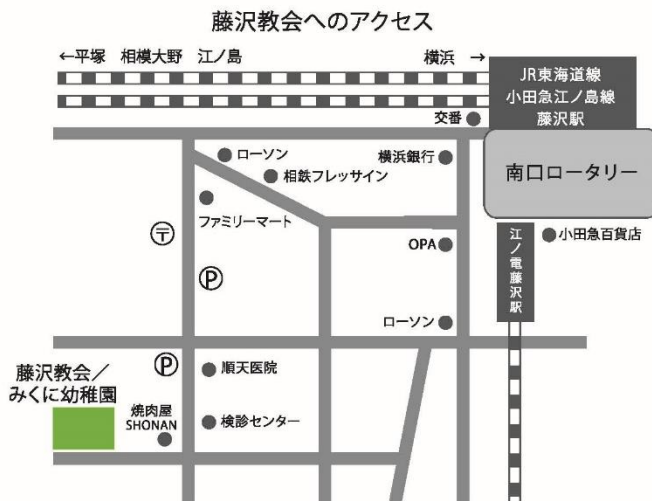 藤沢教会へのアクセス
←平塚 相模大野 江ノ島 横浜 →
JR東海道線
小田急江ノ島線
藤沢駅
交番
ローソン
横浜銀行
相鉄フレッサイン
南口ロータリー
ファミリーマート
〒
OPA
江ノ電藤沢駅
小田急百貨店
P
ローソン
P
順天医院
藤沢教会/
みくに幼稚園
焼肉屋
SHONAN
検診センター